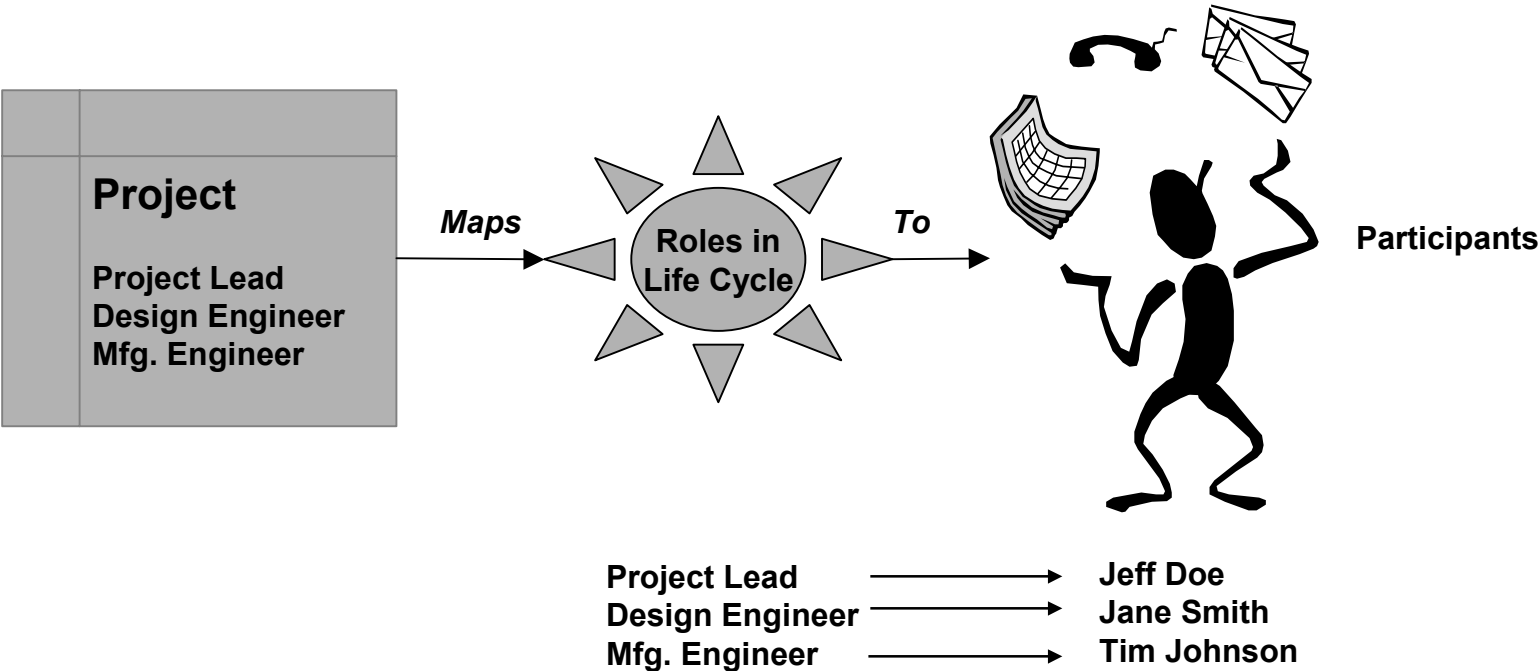 Project
Project Lead
Design Engineer
Mfg. Engineer
Maps
Roles in
Life Cycle
To
Participants
Project Lead
Jeff Doe
Design Engineer
Jane Smith
Mfg. Engineer
Tim Johnson